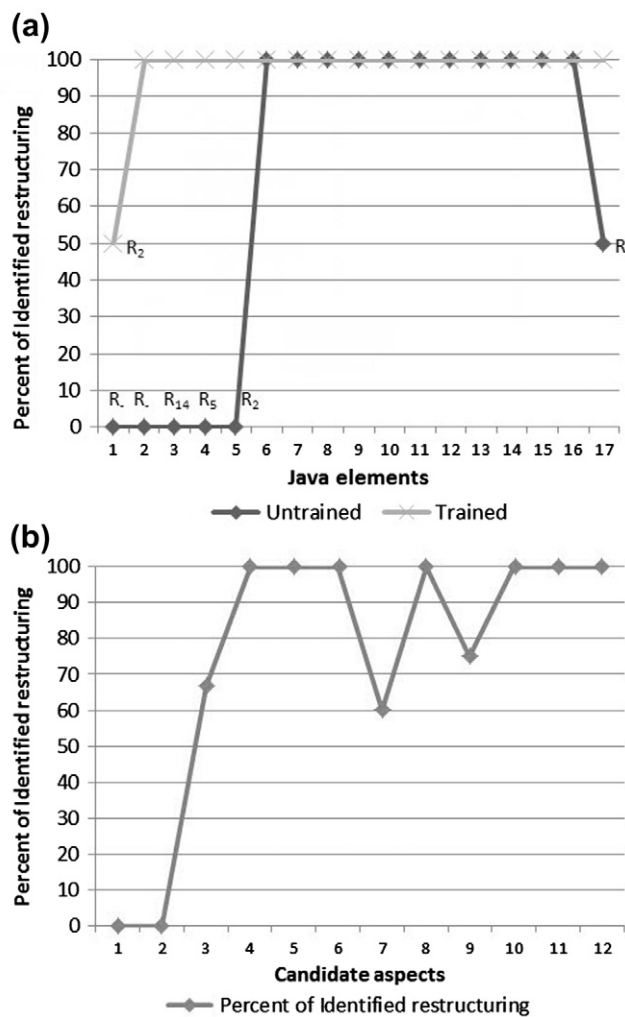 (a)
Percent of Identified restructuring
100
90
80
70
60
50
40
30
20
10
0
R₂
R
R. R. R₁₄ R₅ R₂
1 2 3 4 5 6 7 8 9 10 11 12 13 14 15 16 17
Java elements
Untrained Trained
(b)
Percent of Identified restructuring
100
90
80
70
60
50
40
30
20
10
0
1 2 3 4 5 6 7 8 9 10 11 12
Candidate aspects
Percent of Identified restructuring